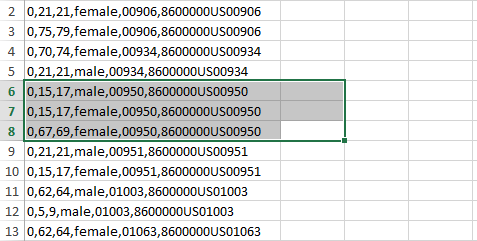 2 0,21,21,female,00906,8600000US00906
3 0,75,79,female,00906,8600000US00906
4 0,70,74,female,00934,8600000US00934
5 0,21,21,male,00934,8600000US00934
6 0,15,17,male,00950,8600000US00950
7 0,15,17,male,00950,8600000US00950
8 0,67,69,female,00950,8600000US00950
9 0,21,21,male,00951,8600000US00951
10 0,15,17,female,00951,8600000US00951
11 0,62,64,male,01003,8600000US01003
12 0,5,9,male,01003,8600000US01003
13 0,62,64,female,01063,8600000US01063